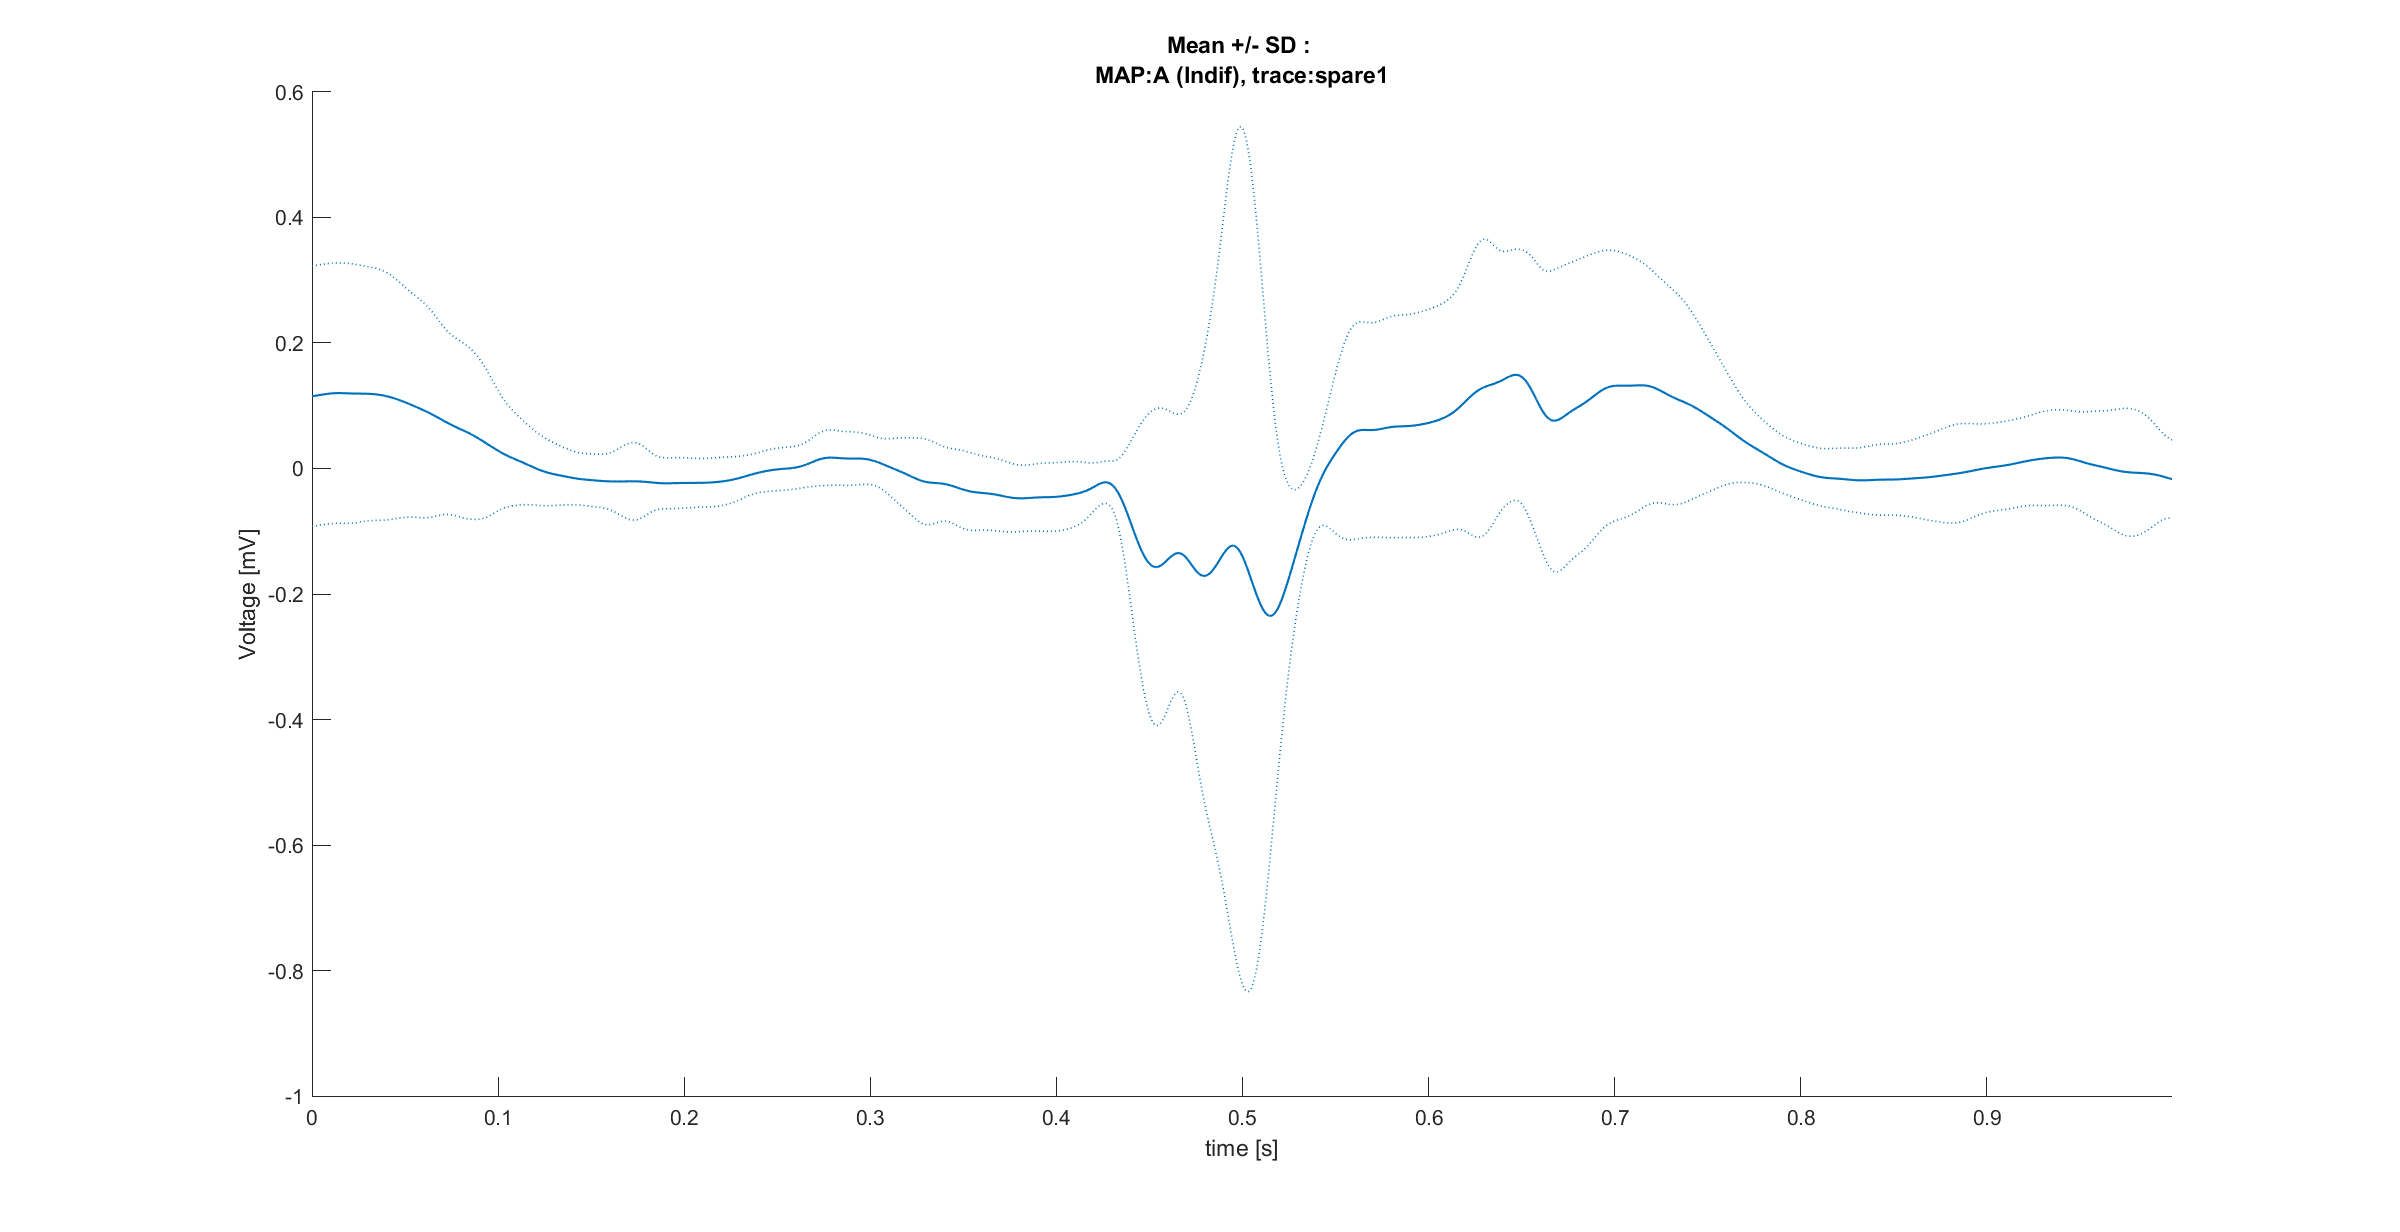 Mean +/- SD :
MAP:A (Indif), trace:spare1
0.6
0.4
0.2
0
-0.2
-0.4
-0.6
-0.8
-1
Voltage [mV]
0 0.1 0.2 0.3 0.4 0.5 0.6 0.7 0.8 0.9
time [s]